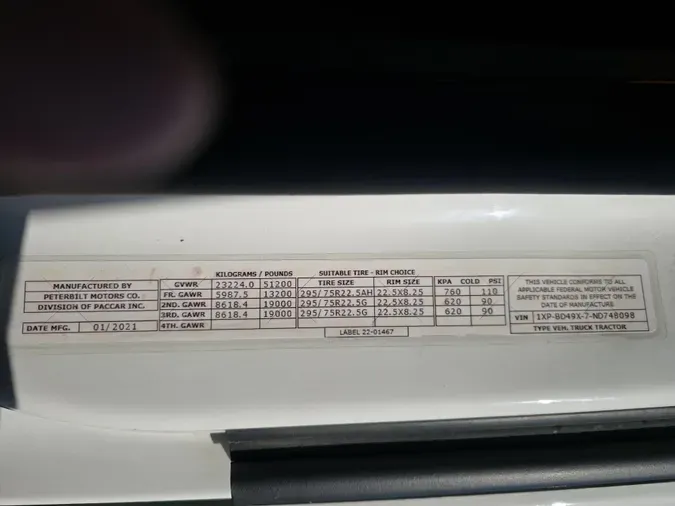 KILOGRAMS / POUNDS SUITABLE TIRE - RIM CHOICE
MANUFACTURED BY
PETERBILT MOTORS CO.
DIVISION OF PACCAR INC.
DATE MFG. 01/2021
TIRE SIZE RIM SIZE KPA COLD PSI
GVWR 23224.0 51200
FR. GAWR 5987.5 13200 295/75R22.5AH 22.5X8.25 760 110
2ND. GAWR 8618.4 19000 295/75R22.5G 22.5X8.25 620 90
3RD. GAWR 8618.4 19000 295/75R22.5G 22.5X8.25 620 90
4TH. GAWR
LABEL 22-01467
THIS VEHICLE CONFORMS TO ALL
APPLICABLE FEDERAL MOTOR VEHICLE
SAFETY STANDARDS IN EFFECT ON THE
DATE OF MANUFACTURE
VIN 1XP-BD49X-7-ND748098
TYPE VEH. TRUCK TRACTOR